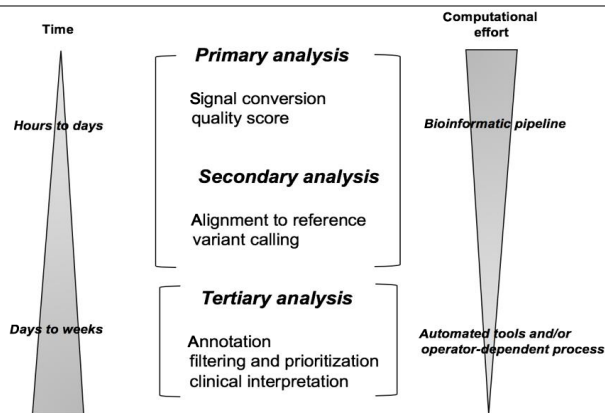 Time
Computational
effort
Primary analysis
Signal conversion
quality score
Hours to days
Bioinformatic pipeline
Secondary analysis
Alignment to reference
variant calling
Tertiary analysis
Annotation
filtering and prioritization
clinical interpretation
Days to weeks
Automated tools and/or
operator-dependent process